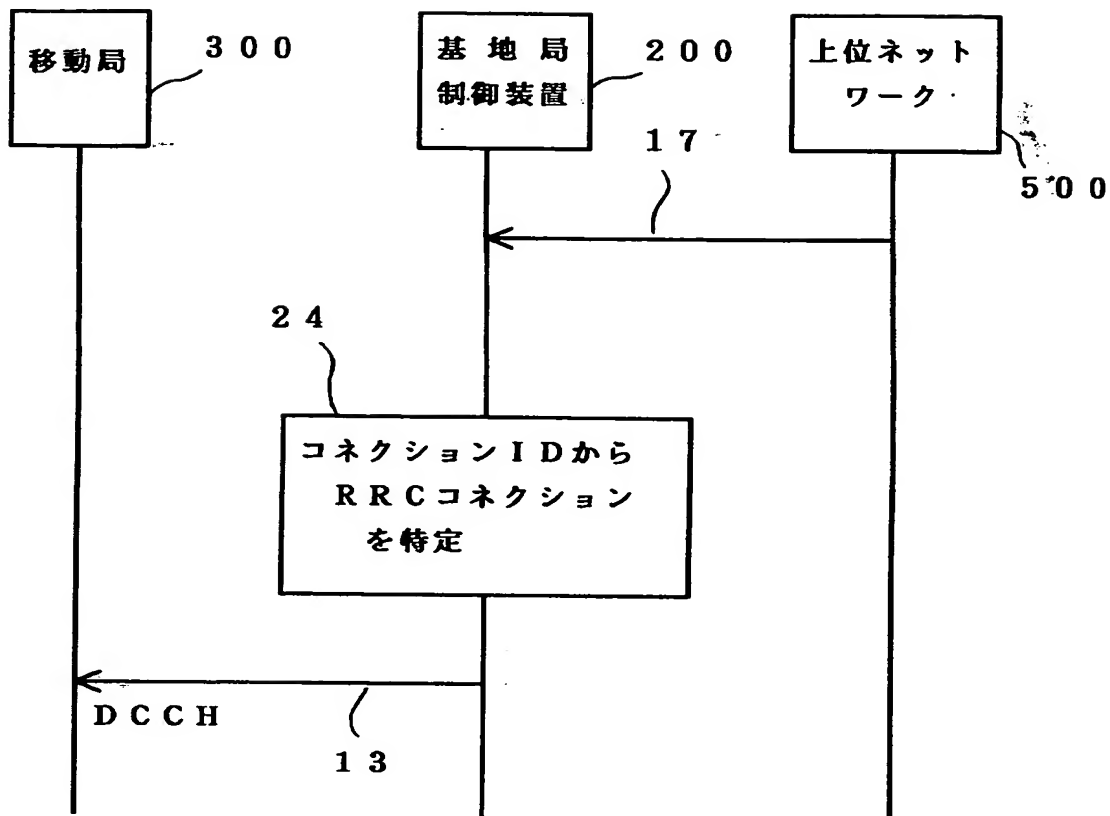 移動局
300
基地局
制御装置
200
上位ネット
ワーク
500
17
24
コネクションIDから
RRCコネクション
を特定
DCCH
13